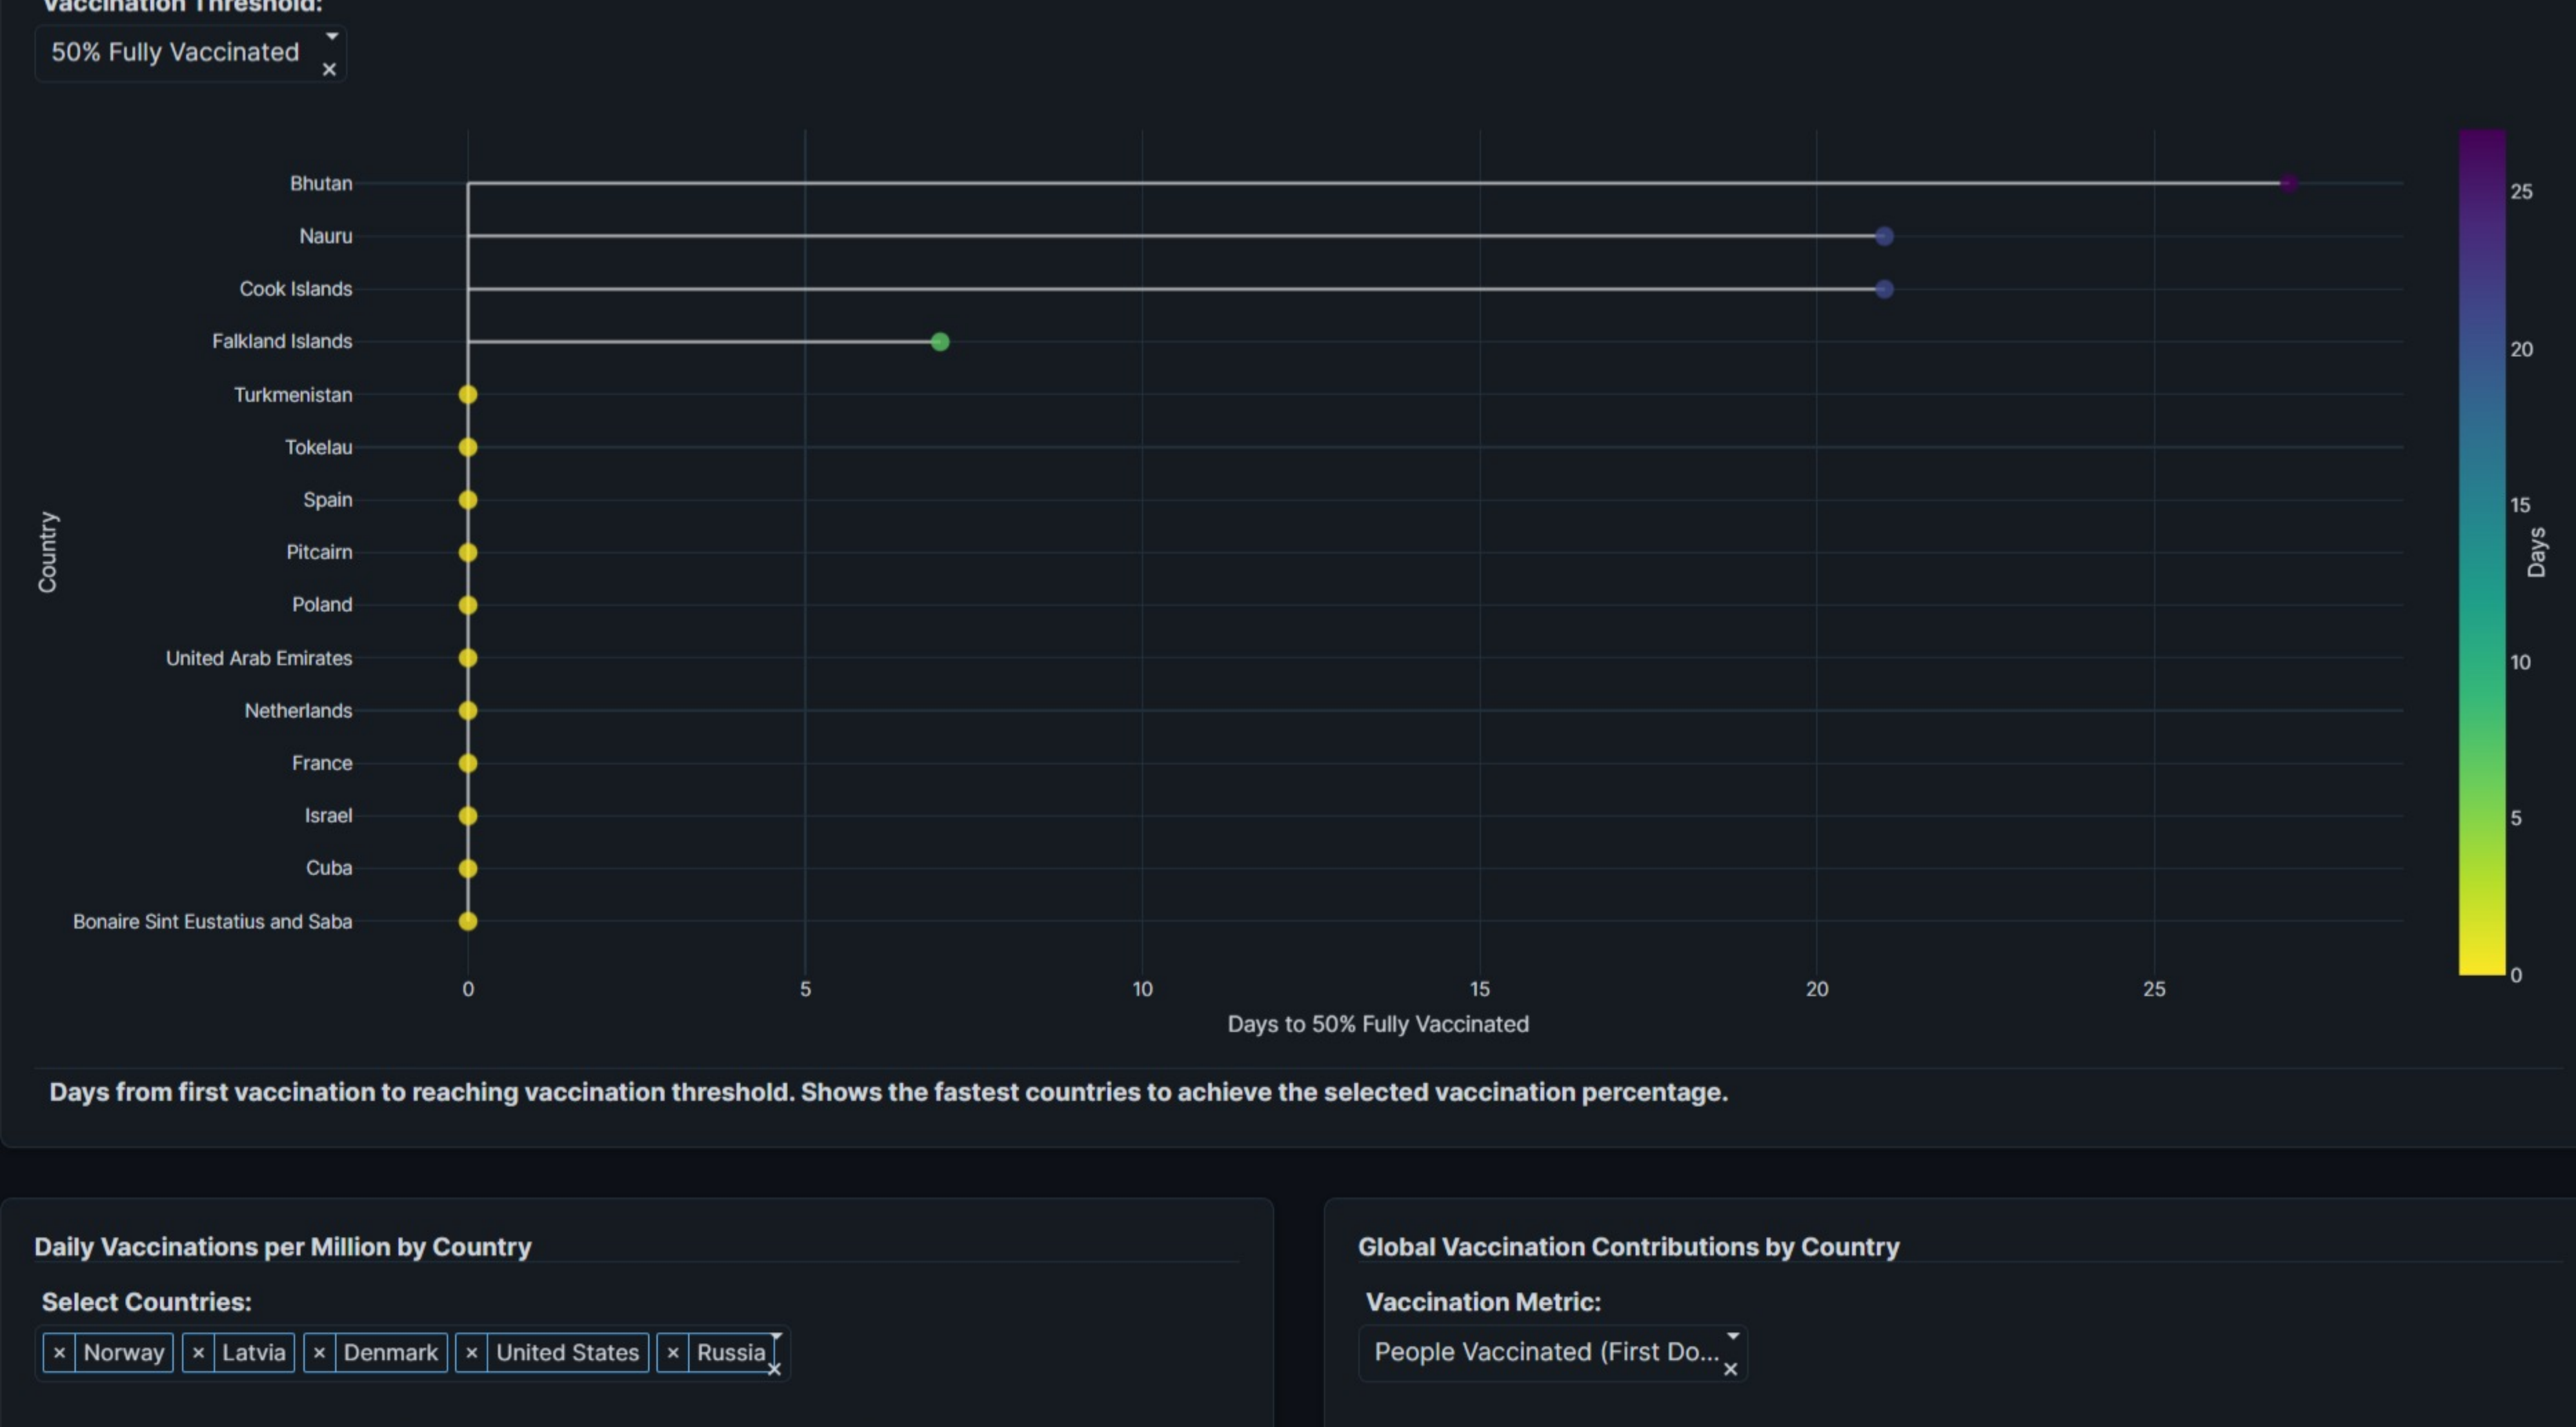 Vaccination Threshold:
50% Fully Vaccinated
×
Bhutan
Nauru
Cook Islands
Falkland Islands
Turkmenistan
Tokelau
Spain
Pitcairn
Poland
United Arab Emirates
Netherlands
France
Israel
Cuba
Bonaire Sint Eustatius and Saba
Country
0 5 10 15 20 25
Days to 50% Fully Vaccinated
25
20
15
10
5
0
Days
Days from first vaccination to reaching vaccination threshold. Shows the fastest countries to achieve the selected vaccination percentage.
Daily Vaccinations per Million by Country
Select Countries:
× Norway × Latvia × Denmark × United States × Russia ×
Global Vaccination Contributions by Country
Vaccination Metric:
People Vaccinated (First Do... ×